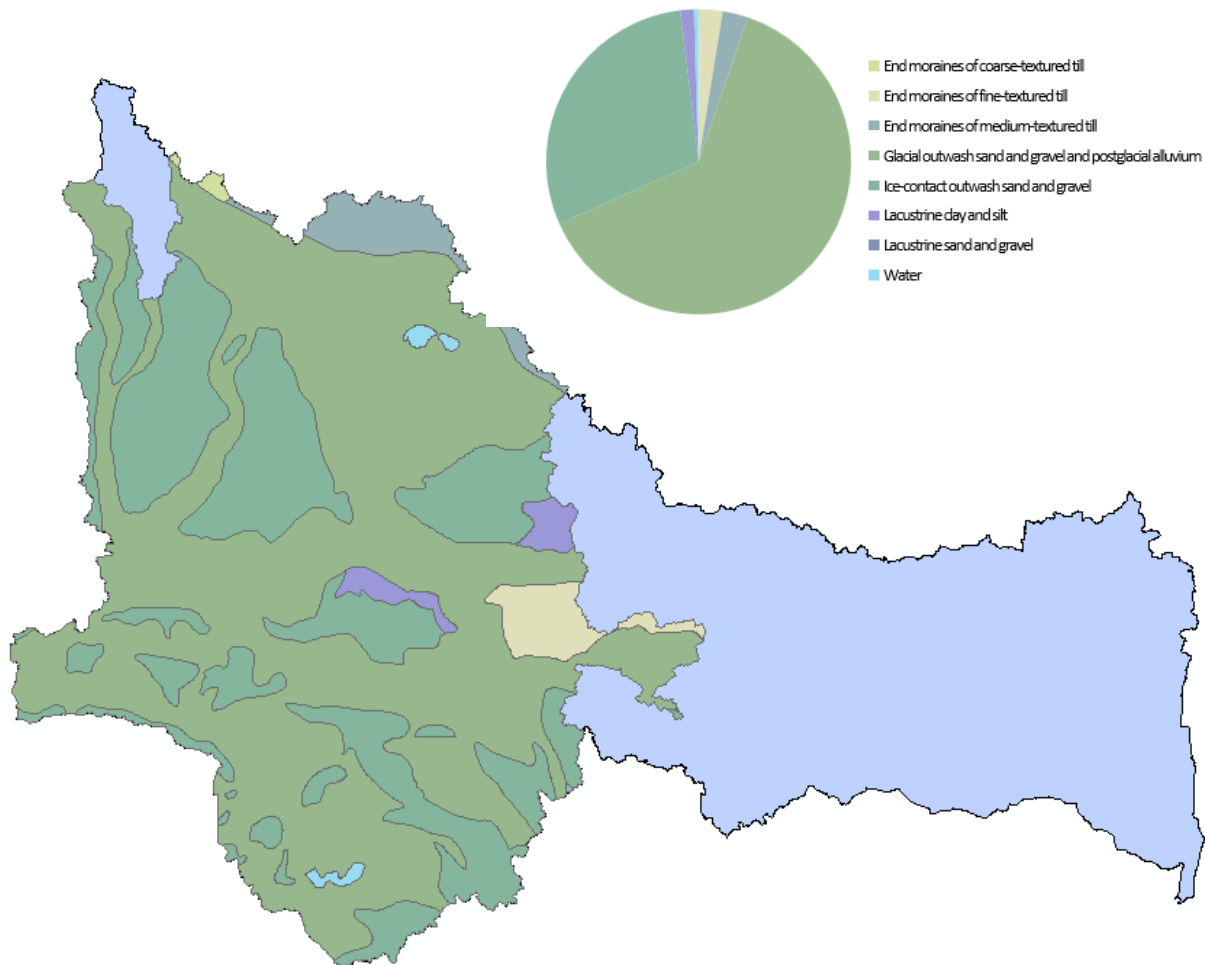 End moraines of coarse-textured till
End moraines of fine-textured till
End moraines of medium-textured till
Glacial outwash sand and gravel and postglacial alluvium
Ice-contact outwash sand and gravel
Lacustrine clay and silt
Lacustrine sand and gravel
Water